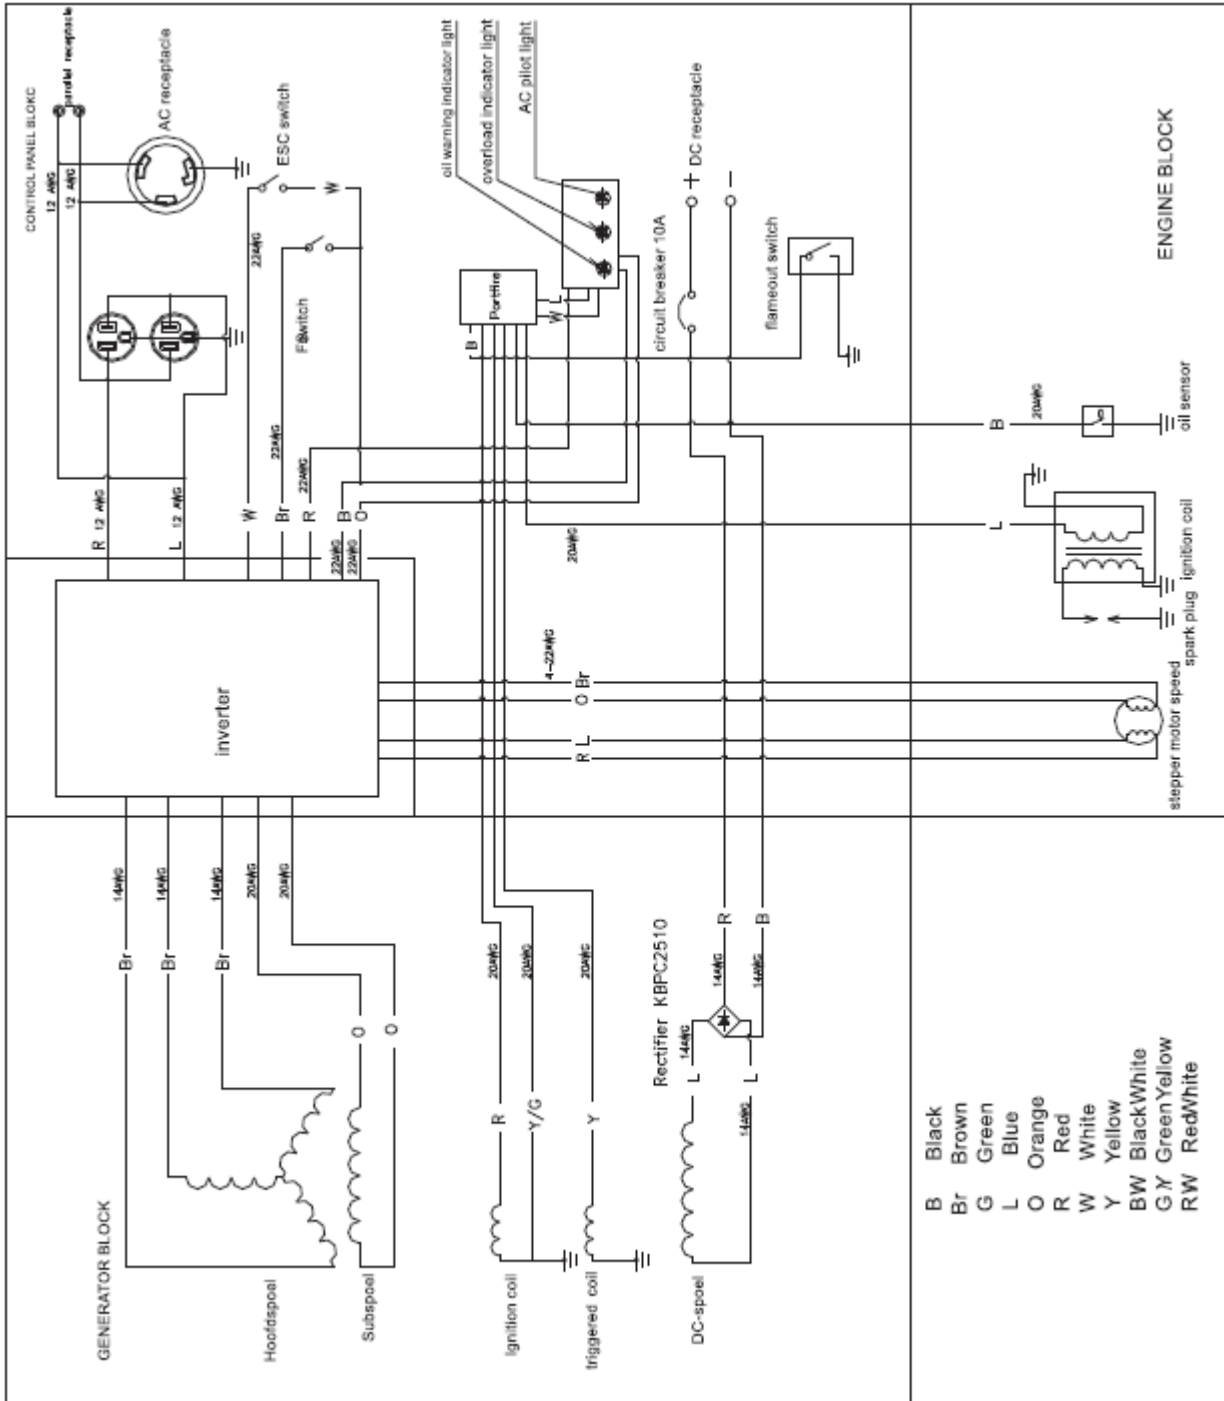 GENERATOR BLOCK
Hoofdspoel
Subspoel
Ignition coil
triggered coil
DC-spoel
Br
Br
Br
O
O
R
Y/G
Y
L
L
14AWG
14AWG
14AWG
20AWG
20AWG
20AWG
20AWG
20AWG
14AWG
14AWG
14AWG
14AWG
Rectifier KBPC2510
R
B
inverter
R 12 AWG
L 12 AWG
W
Br
R
B
O
22AWG
22AWG
22AWG
22AWG
22AWG
20AWG
4-22AWG
Br
O
L
R
CONTROL PANEL BLOKC
12 AWG
12 AWG
parallel receptacle
AC receptacle
ESC switch
W
oil warning indicator light
overload indicator light
AC pilot light
Portfire
B
L
W
circuit breaker 10A
+ DC receptacle
−
flameout switch
ENGINE BLOCK
B
20AWG
oil sensor
L
ignition coil
spark plug
stepper motor speed
B Black
Br Brown
G Green
L Blue
O Orange
R Red
W White
Y Yellow
BW BlackWhite
G/Y GreenYellow
RW RedWhite